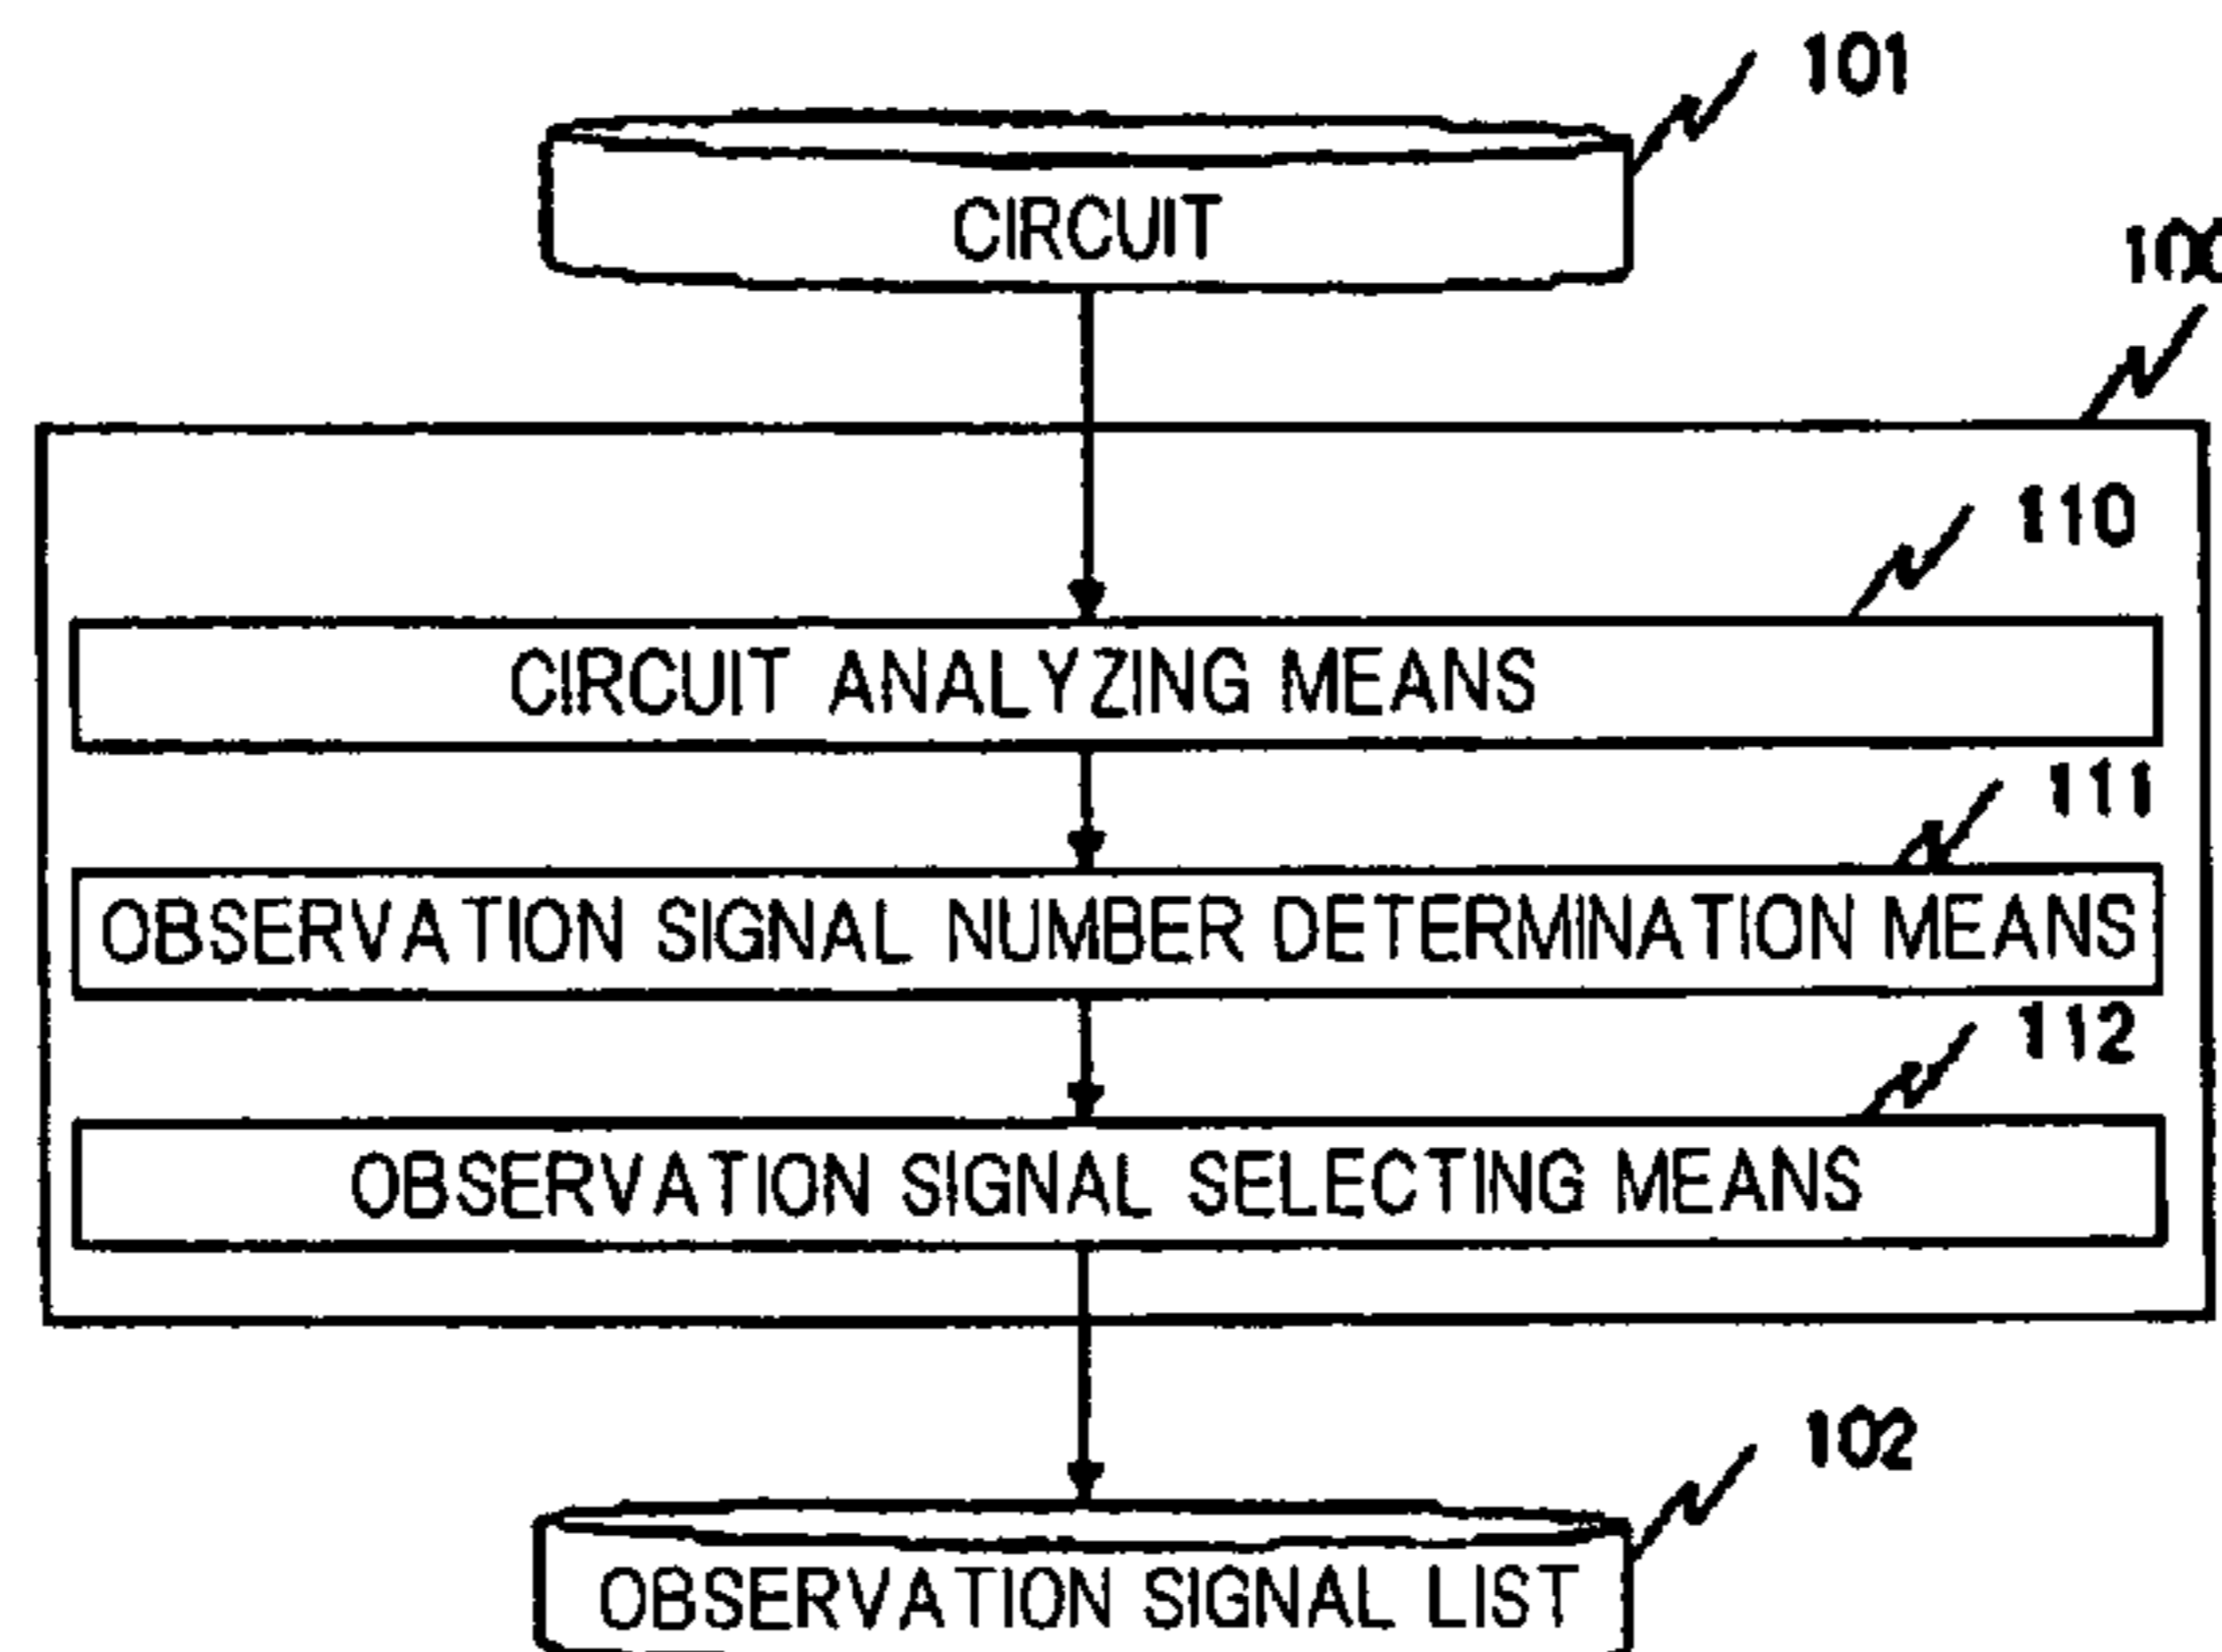 101
CIRCUIT
110
CIRCUIT ANALYZING MEANS
111
OBSERVATION SIGNAL NUMBER DETERMINATION MEANS
112
OBSERVATION SIGNAL SELECTING MEANS
102
OBSERVATION SIGNAL LIST